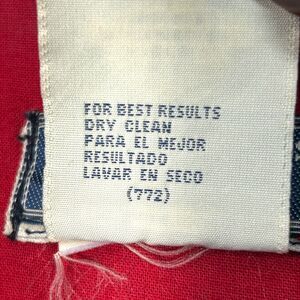 FOR BEST RESULTS
DRY CLEAN
PARA EL MEJOR
RESULTADO
LAVAR EN SECO
(772)